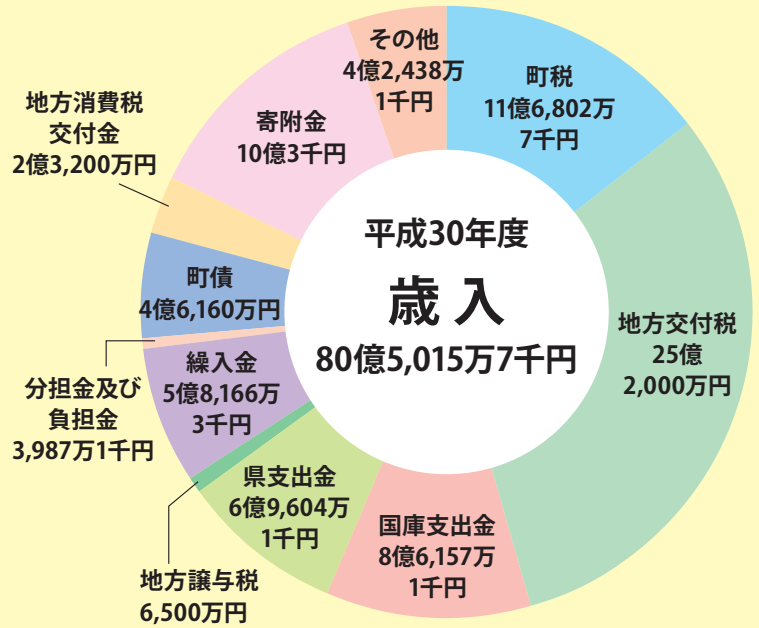 平成30年度
歳入
80億5,015万7千円
町税
11億6,802万
7千円
地方交付税
25億
2,000万円
国庫支出金
8億6,157万
1千円
県支出金
6億9,604万
1千円
地方譲与税
6,500万円
繰入金
5億8,166万
3千円
分担金及び
負担金
3,987万1千円
町債
4億6,160万円
地方消費税
交付金
2億3,200万円
寄附金
10億3千円
その他
4億2,438万
1千円